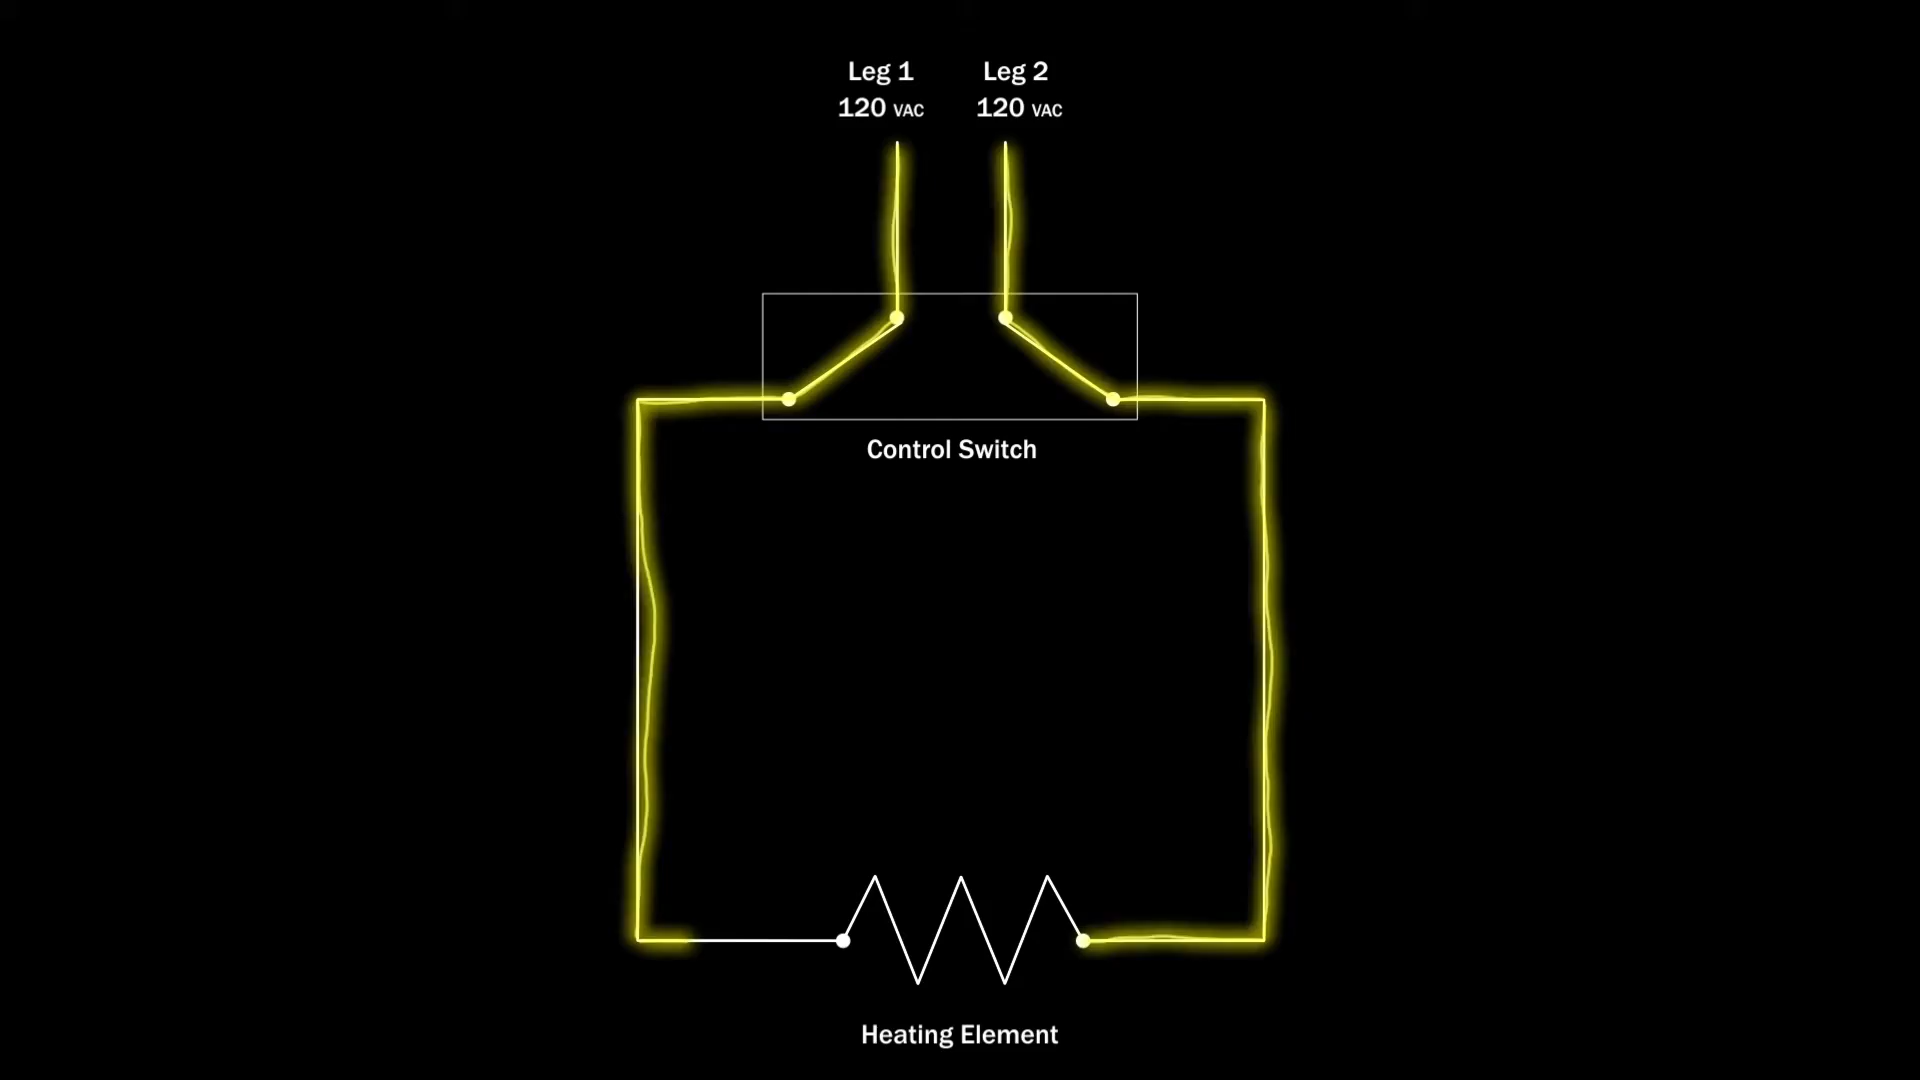 Leg 1
120 VAC
Leg 2
120 VAC
Control Switch
Heating Element